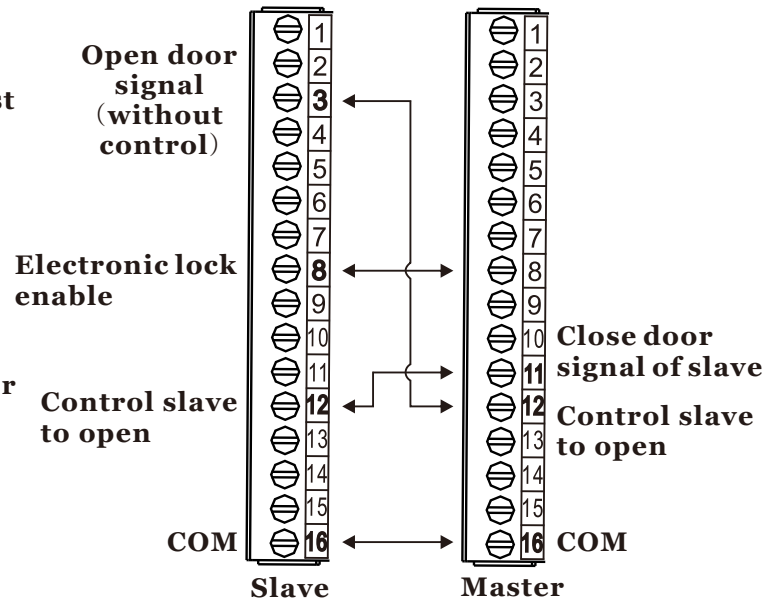 Open door
signal
（without
control）
st
Electronic lock
enable
r
Control slave
to open
COM
1
2
3
4
5
6
7
8
9
10
11
12
13
14
15
16
Slave
1
2
3
4
5
6
7
8
9
10
11
12
13
14
15
16
Master
Close door
signal of slave
Control slave
to open
COM